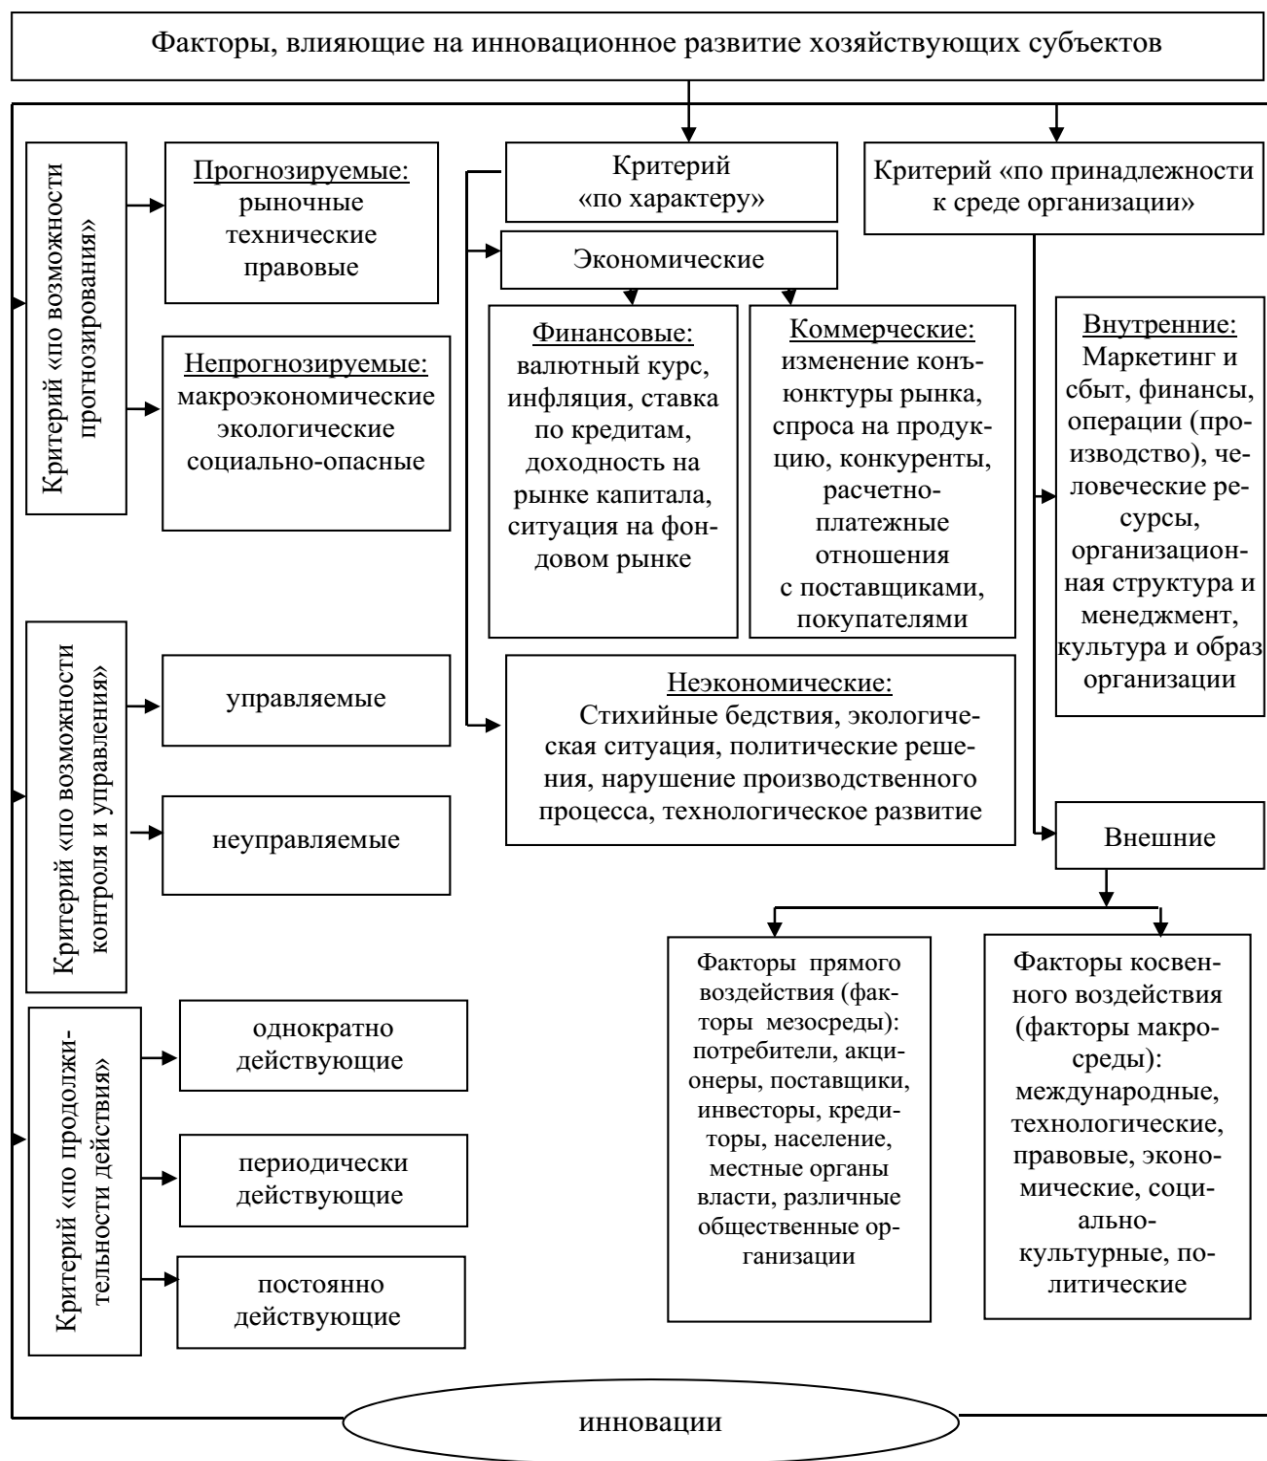 Факторы, влияющие на инновационное развитие хозяйствующих субъектов
Критерий «по возможности
прогнозирования»
Прогнозируемые:
рыночные
технические
правовые
Непрогнозируемые:
макроэкономические
экологические
социально-опасные
Критерий
«по характеру»
Экономические
Финансовые:
валютный курс,
инфляция, ставка
по кредитам,
доходность на
рынке капитала,
ситуация на фон-
довом рынке
Коммерческие:
изменение конъ-
юнктуры рынка,
спроса на продук-
цию, конкуренты,
расчетно-
платежные
отношения
с поставщиками,
покупателями
Неэкономические:
Стихийные бедствия, экологиче-
ская ситуация, политические реше-
ния, нарушение производственного
процесса, технологическое развитие
Критерий «по принадлежности
к среде организации»
Внутренние:
Маркетинг и
сбыт, финансы,
операции (про-
изводство), че-
ловеческие ре-
сурсы,
организацион-
ная структура и
менеджмент,
культура и образ
организации
Внешние
Факторы прямого
воздействия (фак-
торы мезосреды):
потребители, акци-
онеры, поставщики,
инвесторы, креди-
торы, население,
местные органы
власти, различные
общественные ор-
ганизации
Факторы косвен-
ного воздействия
(факторы макро-
среды):
международные,
технологические,
правовые, эконо-
мические, соци-
ально-
культурные, по-
литические
Критерий «по возможности
контроля и управления»
управляемые
неуправляемые
Критерий «по продолжи-
тельности действия»
однократно
действующие
периодически
действующие
постоянно
действующие
инновации